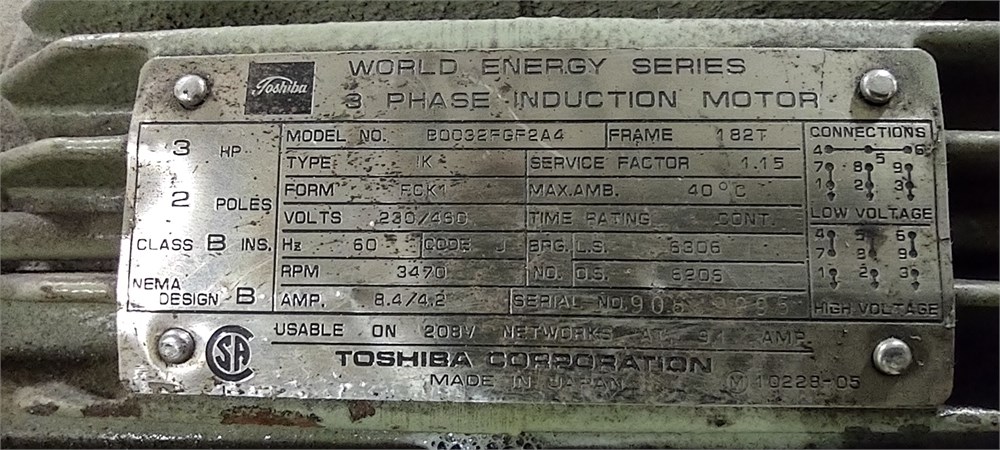 Toshiba
WORLD ENERGY SERIES
3 PHASE INDUCTION MOTOR
3 HP
2 POLES
CLASS B INS.
NEMA
DESIGN B
MODEL NO. B0032FGF2A4 FRAME 182T
TYPE IK SERVICE FACTOR 1.15
FORM FCK1 MAX.AMB. 40°C
VOLTS 230/460 TIME RATING CONT.
Hz 60 CODE J BRG. L.S. 6306
RPM 3470 NO. O.S. 6205
AMP. 8.4/4.2 SERIAL NO.
CONNECTIONS
4 5 6
7 8 9
1 2 3
LOW VOLTAGE
4 5 6
7 8 9
1 2 3
HIGH VOLTAGE
USABLE ON 208V NETWORKS AT AMP.
SA
TOSHIBA CORPORATION
MADE IN JAPAN M 10228-05